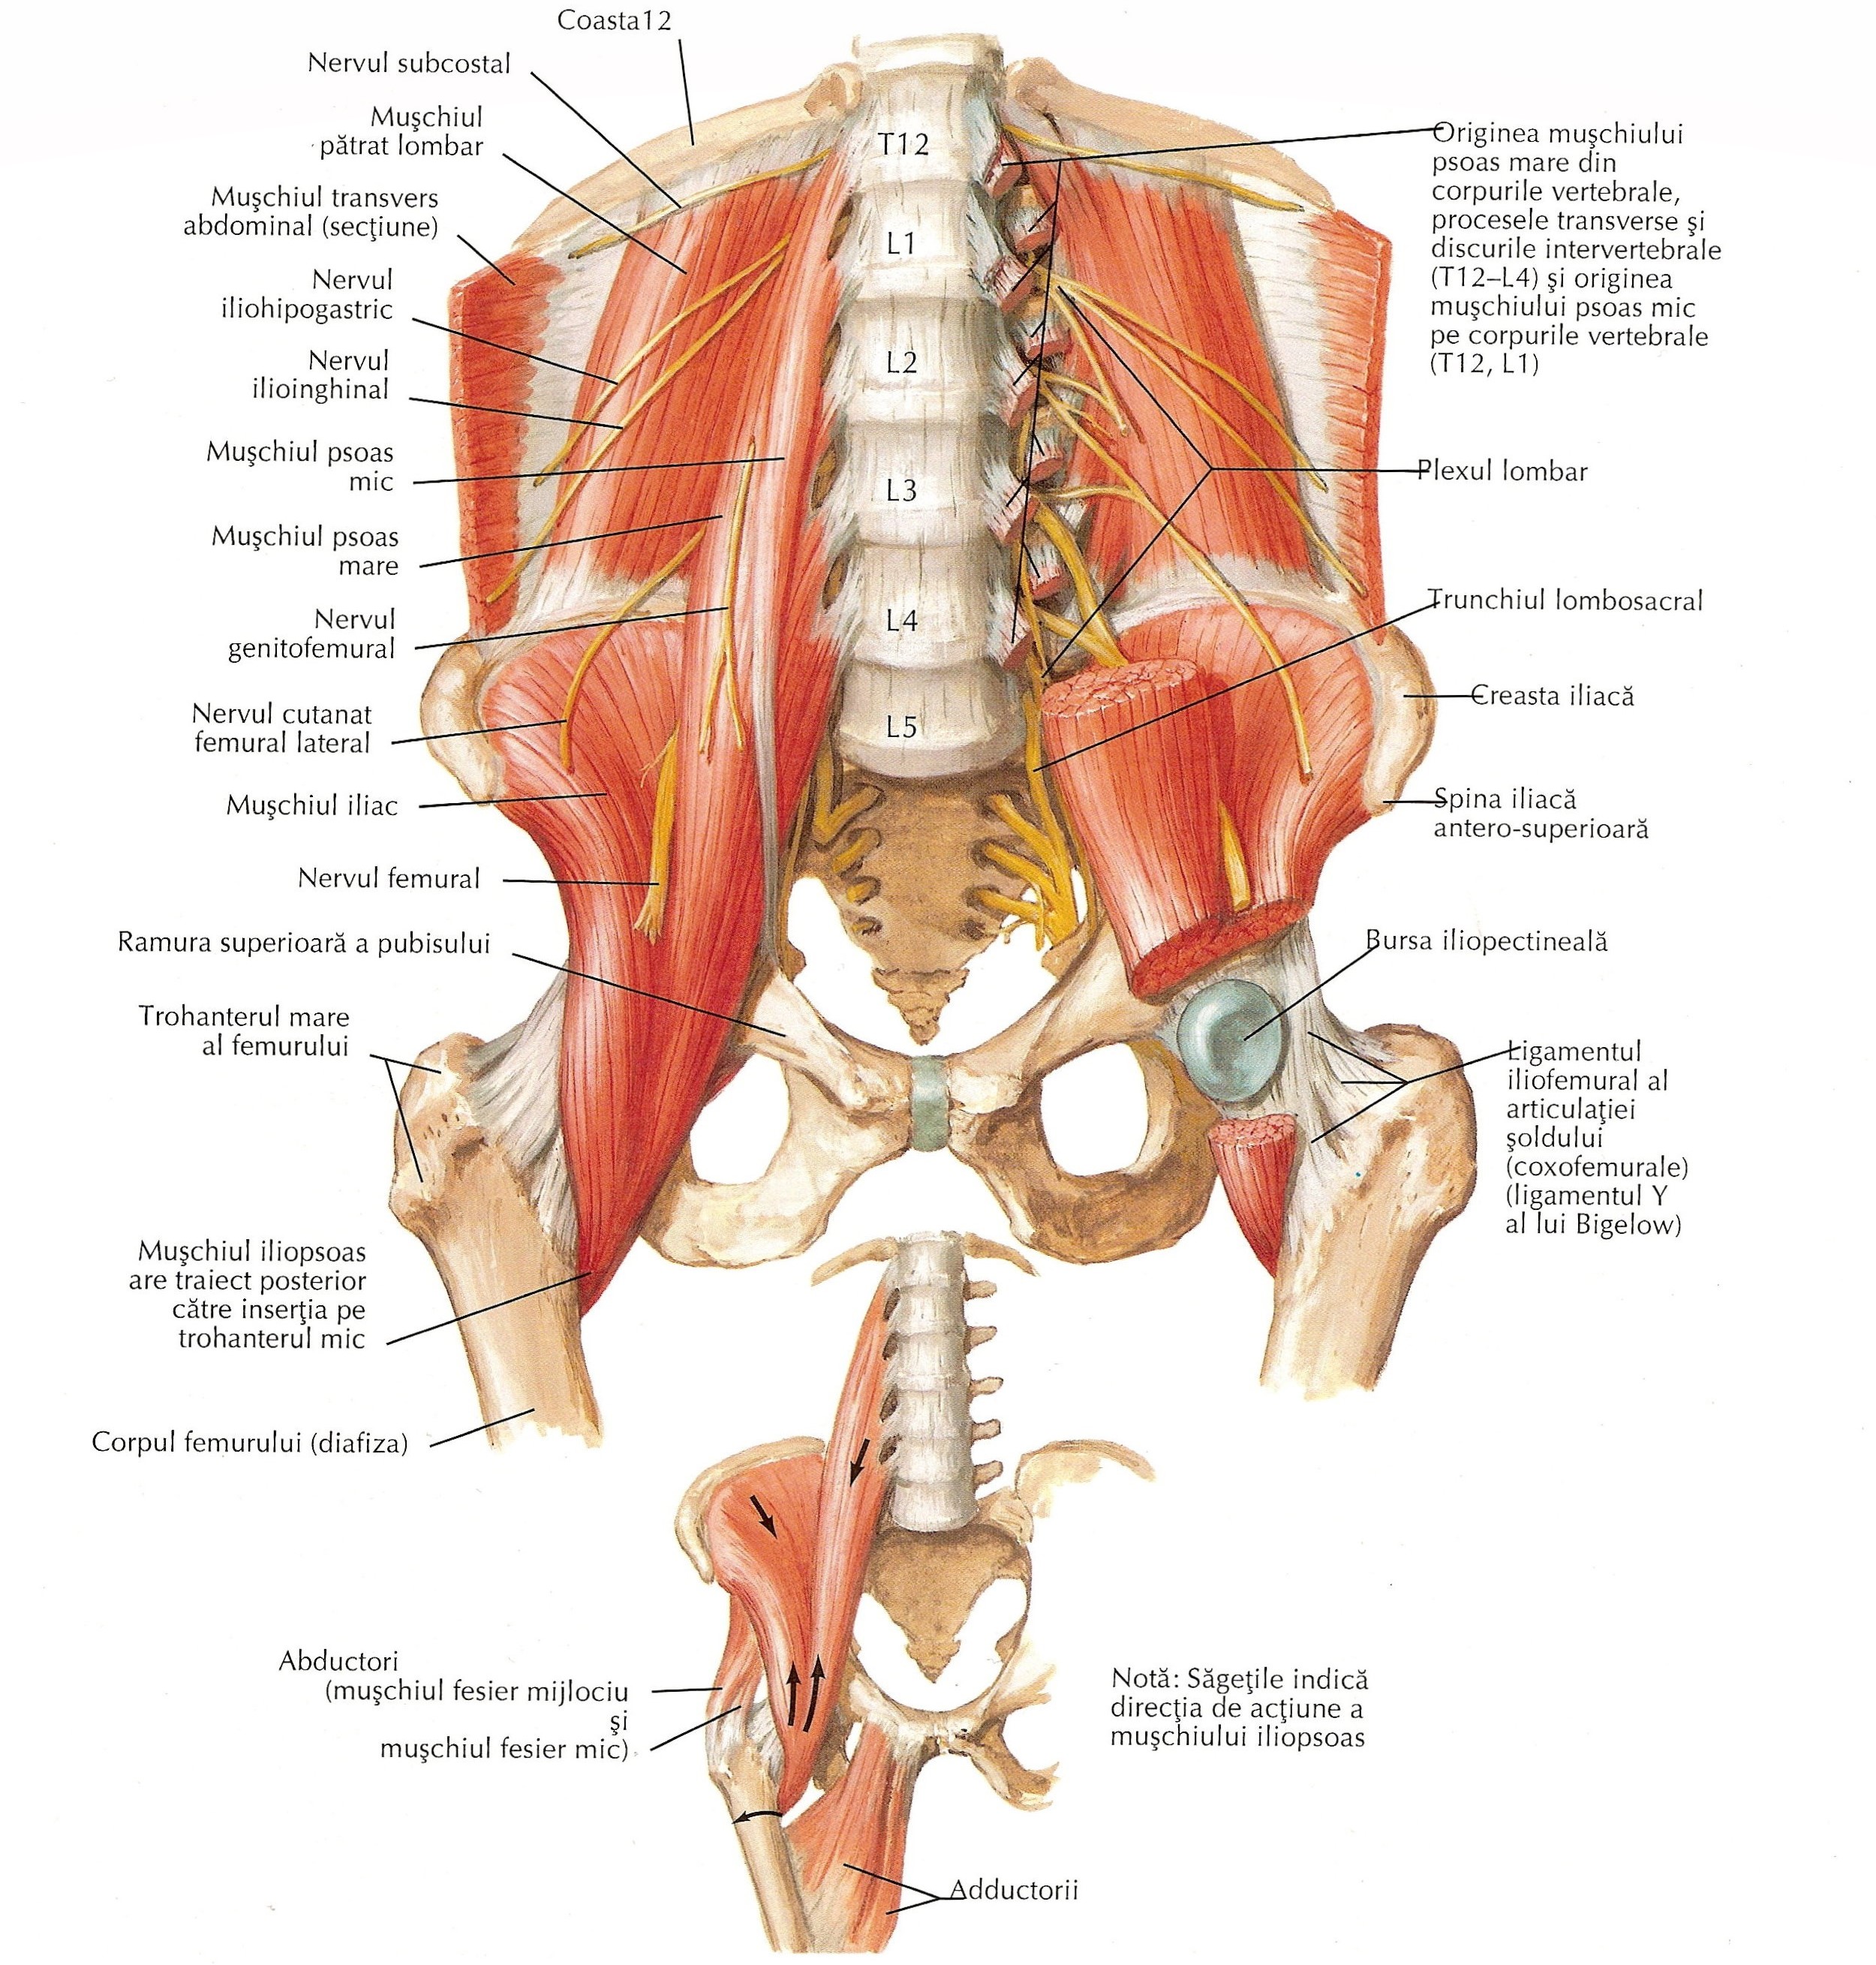 Coasta12
Nervul subcostal
Muşchiul
pătrat lombar
Muşchiul transvers
abdominal (secţiune)
Nervul
iliohipogastric
Nervul
ilioinghinal
Muşchiul psoas
mic
Muşchiul psoas
mare
Nervul
genitofemural
Nervul cutanat
femural lateral
Muşchiul iliac
Nervul femural
Ramura superioară a pubisului
Trohanterul mare
al femurului
Muşchiul iliopsoas
are traiect posterior
către inserţia pe
trohanterul mic
Corpul femurului (diafiza)
T12
L1
L2
L3
L4
L5
Originea muşchiului
psoas mare din
corpurile vertebrale,
procesele transverse şi
discurile intervertebrale
(T12–L4) şi originea
muşchiului psoas mic
pe corpurile vertebrale
(T12, L1)
Plexul lombar
Trunchiul lombosacral
Creasta iliacă
Spina iliacă
antero-superioară
Bursa iliopectineală
Ligamentul
iliofemural al
articulaţiei
şoldului
(coxofemurale)
(ligamentul Y
al lui Bigelow)
Abductori
(muşchiul fesier mijlociu
şi
muşchiul fesier mic)
Notă: Săgeţile indică
direcţia de acţiune a
muşchiului iliopsoas
Adductorii